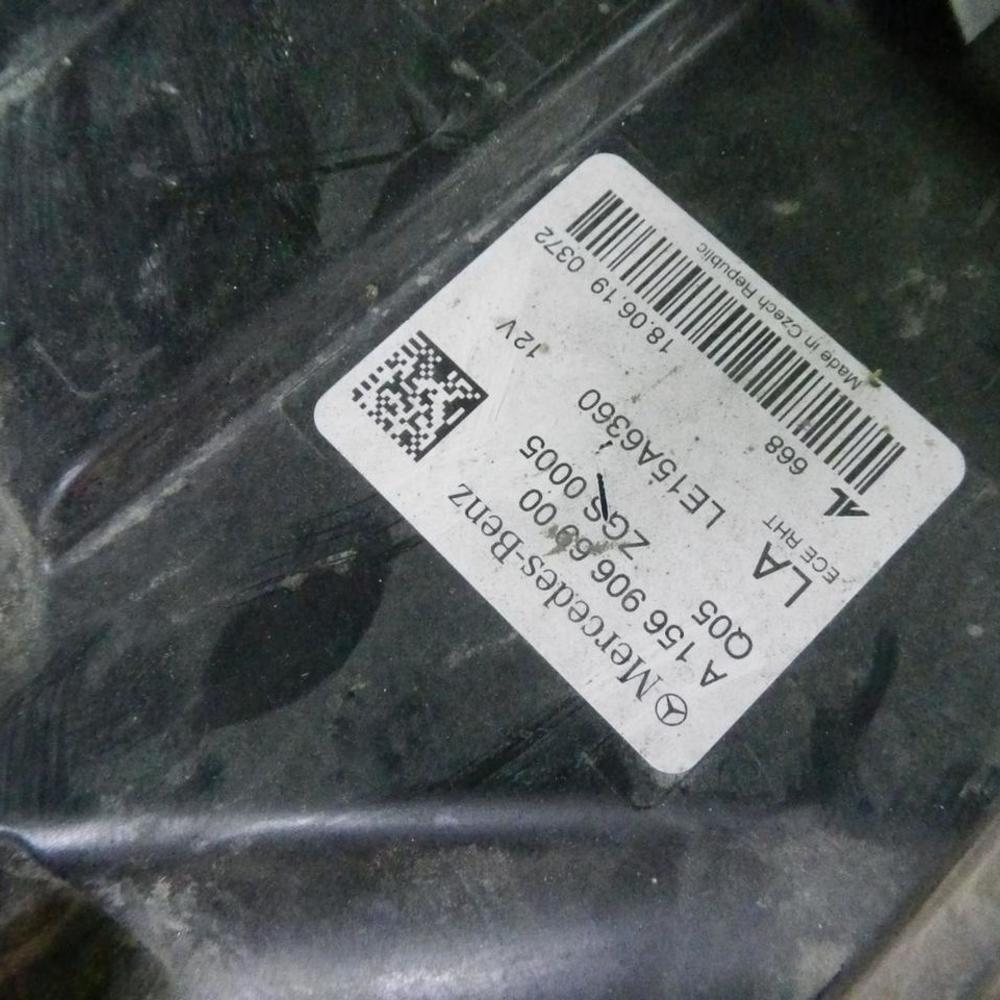 Mercedes-Benz
A 156 906 69 00
Q05 ZGS 0005
LA LE15A6360 12V
ECE RHT
AL 668 18.06.19 0372
Made in Czech Republic